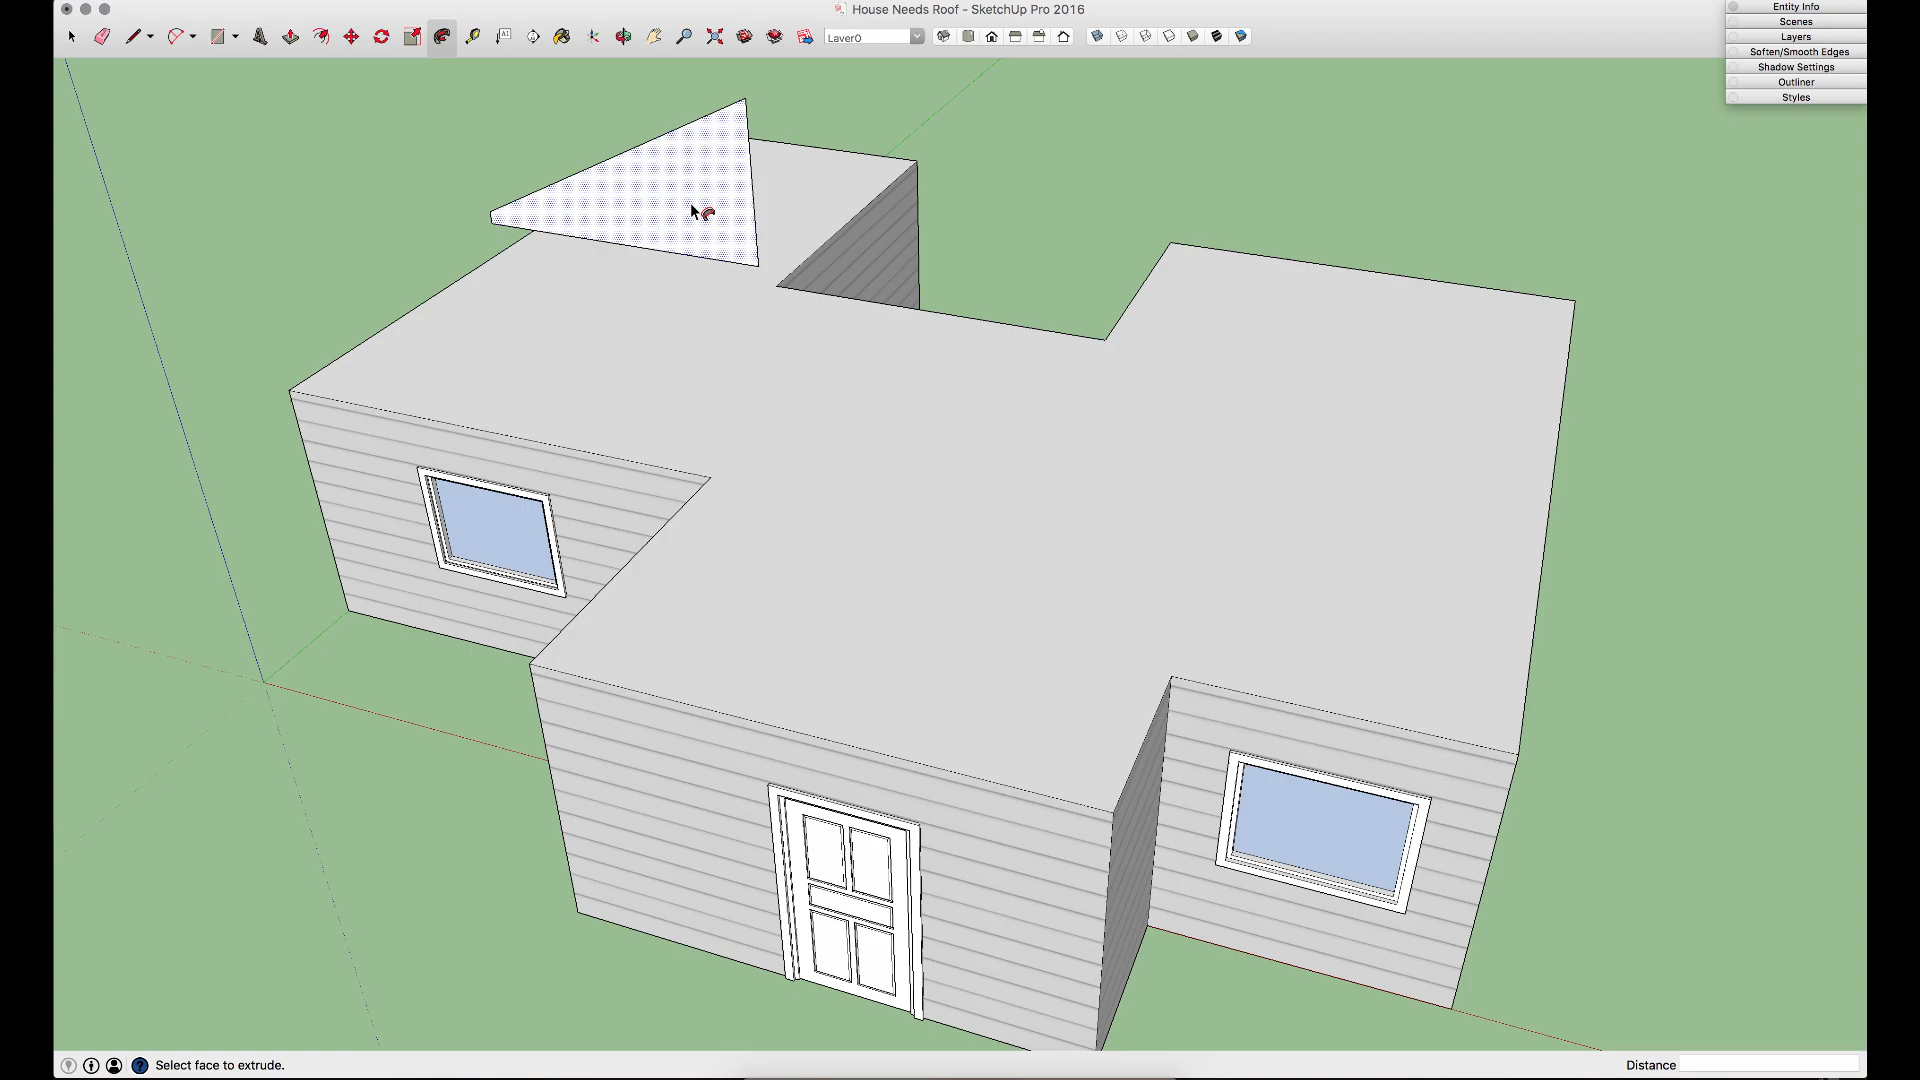 House Needs Roof - SketchUp Pro 2016
Layer0
Entity Info
Scenes
Layers
Soften/Smooth Edges
Shadow Settings
Outliner
Styles
Select face to extrude.
Distance